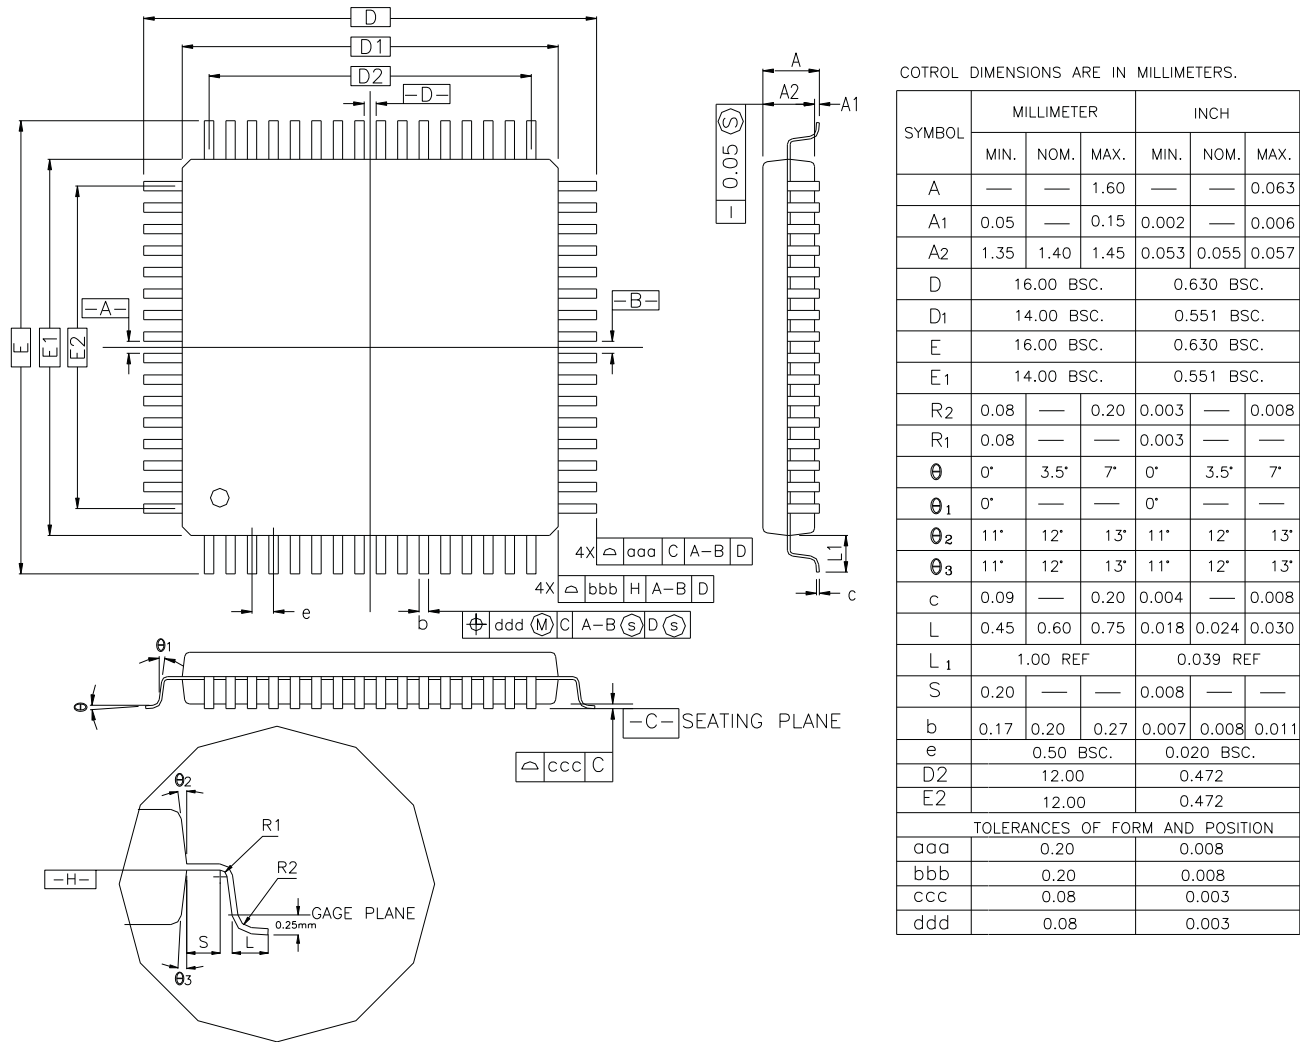 D
D1
D2
-D-
E
E1
E2
-A-
-B-
A
A2
A1
0.05 S
4X aaa C A-B D
4X bbb H A-B D
e
b
ddd M C A-B S D S
L1
c
θ1
θ
-C- SEATING PLANE
ccc C
θ2
R1
R2
-H-
GAGE PLANE
0.25mm
S
L
θ3
COTROL DIMENSIONS ARE IN MILLIMETERS.
SYMBOL MILLIMETER INCH
MIN. NOM. MAX. MIN. NOM. MAX.
A — — 1.60 — — 0.063
A1 0.05 — 0.15 0.002 — 0.006
A2 1.35 1.40 1.45 0.053 0.055 0.057
D 16.00 BSC. 0.630 BSC.
D1 14.00 BSC. 0.551 BSC.
E 16.00 BSC. 0.630 BSC.
E1 14.00 BSC. 0.551 BSC.
R2 0.08 — 0.20 0.003 — 0.008
R1 0.08 — — 0.003 — —
θ 0° 3.5° 7° 0° 3.5° 7°
θ1 0° — — 0° — —
θ2 11° 12° 13° 11° 12° 13°
θ3 11° 12° 13° 11° 12° 13°
c 0.09 — 0.20 0.004 — 0.008
L 0.45 0.60 0.75 0.018 0.024 0.030
L1 1.00 REF 0.039 REF
S 0.20 — — 0.008 — —
b 0.17 0.20 0.27 0.007 0.008 0.011
e 0.50 BSC. 0.020 BSC.
D2 12.00 0.472
E2 12.00 0.472
TOLERANCES OF FORM AND POSITION
aaa 0.20 0.008
bbb 0.20 0.008
ccc 0.08 0.003
ddd 0.08 0.003